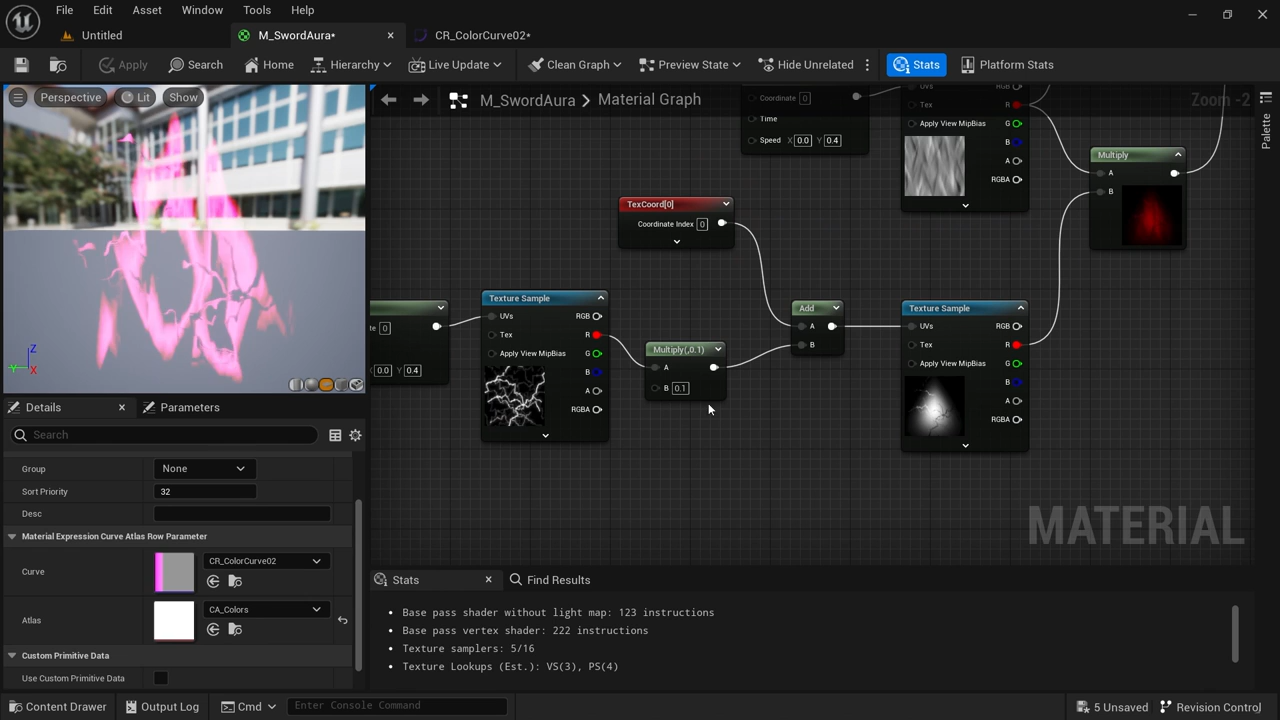 File Edit Asset Window Tools Help
Untitled M_SwordAura* CR_ColorCurve02*
Apply Search Home Hierarchy Live Update Clean Graph Preview State Hide Unrelated Stats Platform Stats
Perspective Lit Show
M_SwordAura Material Graph Zoom -2
Palette
Coordinate 0
Time
Speed X 0.0 Y 0.4
UVs RGB
Tex R
Apply View MipBias G
B
A
RGBA
Multiply
A
B
TexCoord[0]
Coordinate Index 0
te 0
0.0 Y 0.4
Texture Sample
UVs RGB
Tex R
Apply View MipBias G
B
A
RGBA
Multiply(,0.1)
A
B 0.1
Add
A
B
Texture Sample
UVs RGB
Tex R
Apply View MipBias G
B
A
RGBA
MATERIAL
Z
Y
X
Details Parameters
Search
Group None
Sort Priority 32
Desc
Material Expression Curve Atlas Row Parameter
Curve CR_ColorCurve02
Atlas CA_Colors
Custom Primitive Data
Use Custom Primitive Data
Stats Find Results
Base pass shader without light map: 123 instructions
Base pass vertex shader: 222 instructions
Texture samplers: 5/16
Texture Lookups (Est.): VS(3), PS(4)
Content Drawer Output Log Cmd Enter Console Command 5 Unsaved Revision Control